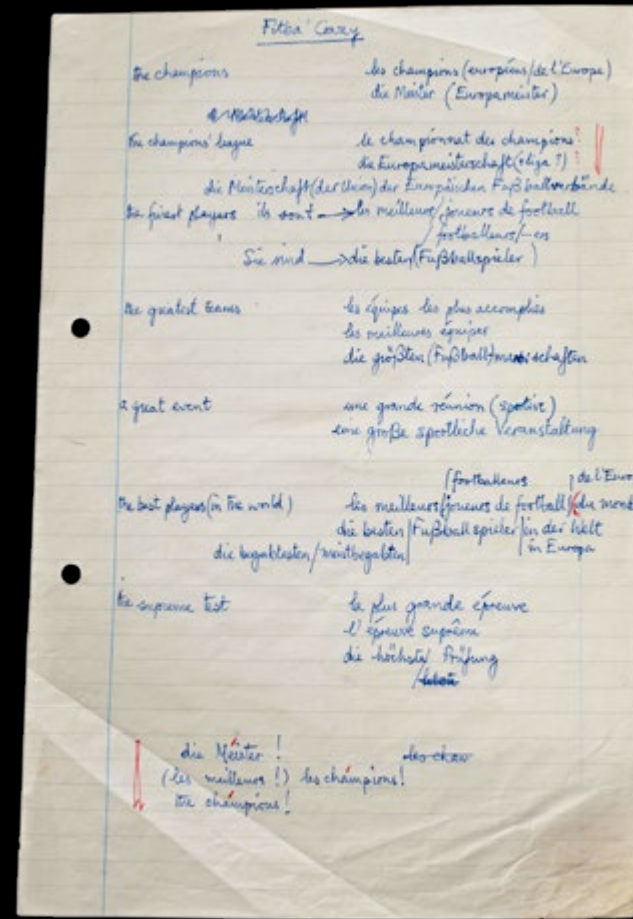 Fitba' Crazy
the champions les champions (européens/de l'Europe)
die Meister (Europameister)
the champions' league le championnat des champions?
die Europameisterschaft (-liga?) ?
die Meisterschaft (der Union) der Europäischen Fußballverbände
the finest players ils sont → les meilleurs/joueurs de football
footballeurs/-ers
Sie sind → die besten (Fußballspieler)
the greatest teams les équipes les plus accomplies
les meilleures équipes
die größten (Fußball)mannschaften
a great event une grande réunion (sportive)
eine große sportliche Veranstaltung
/footballeurs de l'Euro
the best players (in the world) les meilleurs/joueurs de football/du mond
die besten/Fußballspieler/in der Welt
die begabtesten/meistbegabten in Europa
the supreme test la plus grande épreuve
l'épreuve suprême
die höchste/Prüfung
die Meister! les cham
(les meilleurs!) les champions!
the champions!